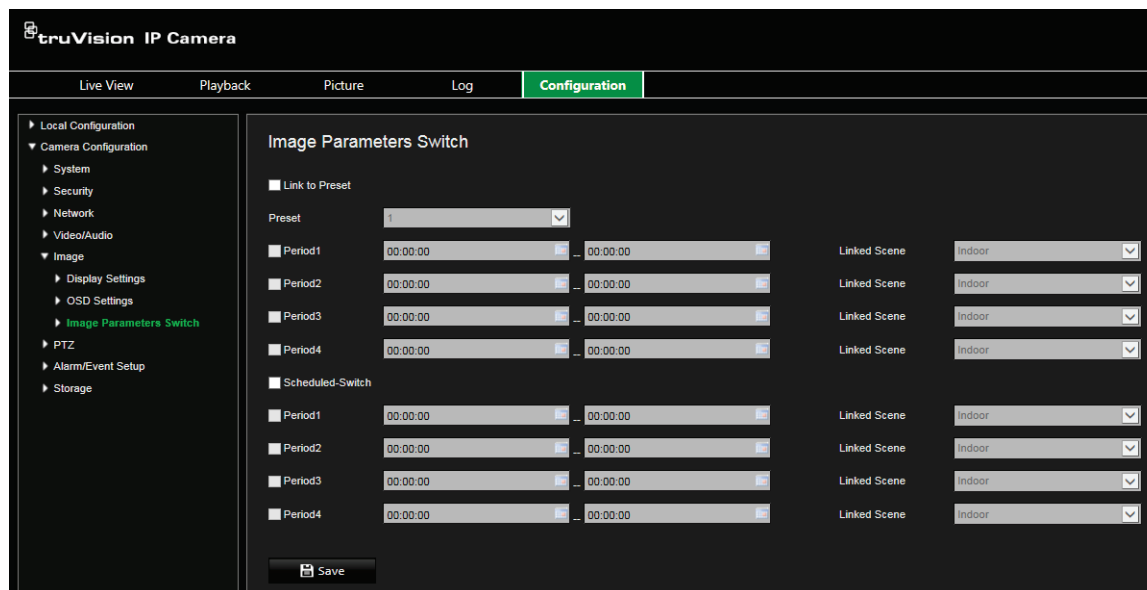 truVision IP Camera
Live View Playback Picture Log Configuration
Local Configuration
Camera Configuration
System
Security
Network
Video/Audio
Image
Display Settings
OSD Settings
Image Parameters Switch
PTZ
Alarm/Event Setup
Storage
Image Parameters Switch
Link to Preset
Preset 1
Period1 00:00:00 -- 00:00:00 Linked Scene Indoor
Period2 00:00:00 -- 00:00:00 Linked Scene Indoor
Period3 00:00:00 -- 00:00:00 Linked Scene Indoor
Period4 00:00:00 -- 00:00:00 Linked Scene Indoor
Scheduled-Switch
Period1 00:00:00 -- 00:00:00 Linked Scene Indoor
Period2 00:00:00 -- 00:00:00 Linked Scene Indoor
Period3 00:00:00 -- 00:00:00 Linked Scene Indoor
Period4 00:00:00 -- 00:00:00 Linked Scene Indoor
Save